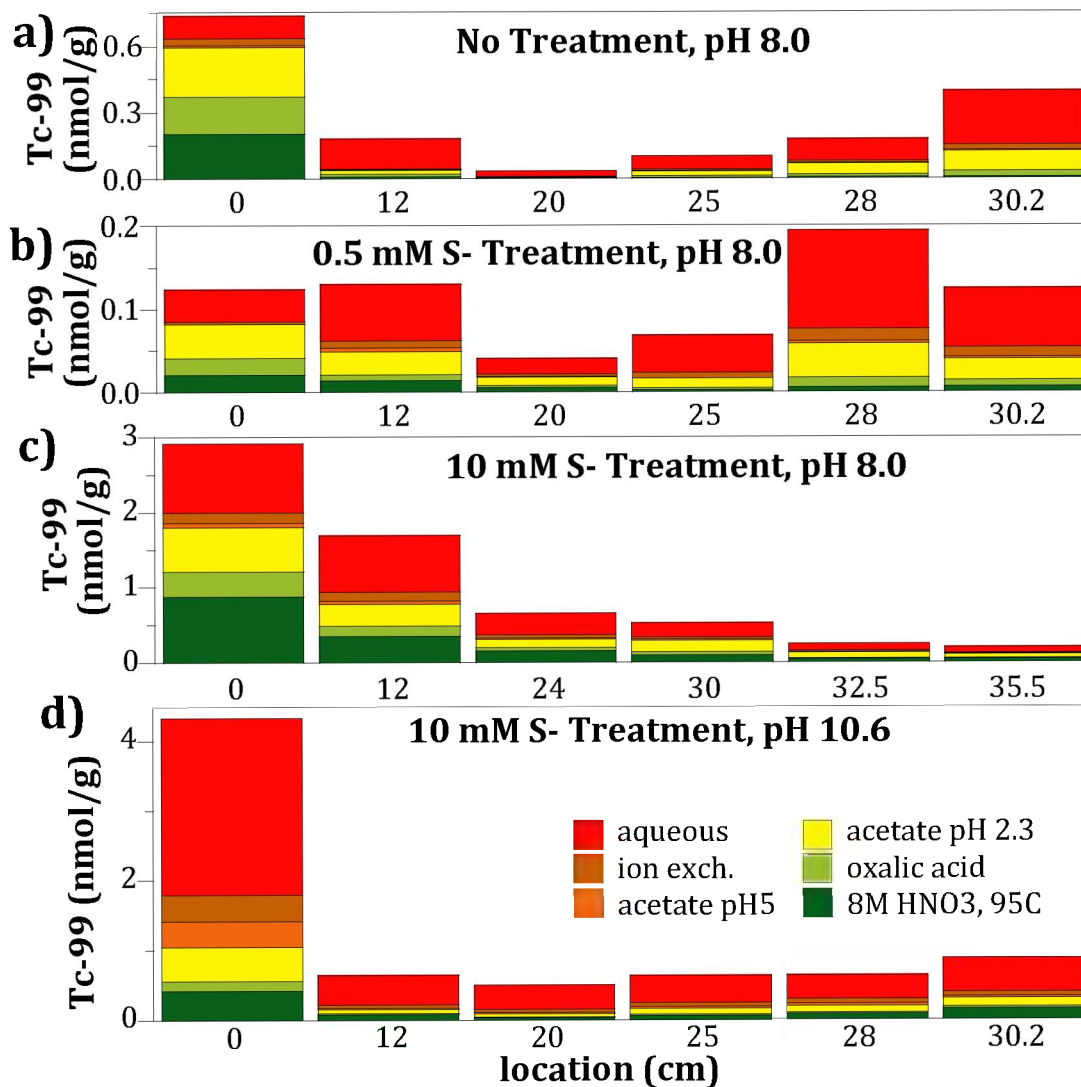 a)
No Treatment, pH 8.0
Tc-99
(nmol/g)
0.6
0.3
0.0
0 12 20 25 28 30.2
b)
0.5 mM S- Treatment, pH 8.0
Tc-99
(nmol/g)
0.2
0.1
0.0
0 12 20 25 28 30.2
c)
10 mM S- Treatment, pH 8.0
Tc-99
(nmol/g)
3
2
1
0
0 12 24 30 32.5 35.5
d)
10 mM S- Treatment, pH 10.6
Tc-99 (nmol/g)
4
2
0
aqueous
ion exch.
acetate pH5
acetate pH 2.3
oxalic acid
8M HNO3, 95C
0 12 20 25 28 30.2
location (cm)